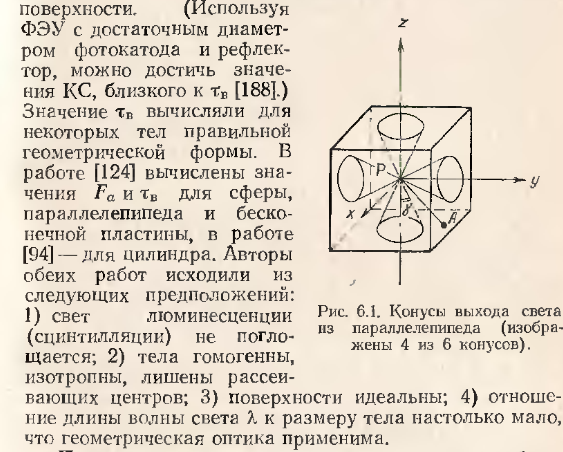 поверхности. (Используя
ФЭУ с достаточным диамет-
ром фотокатода и рефлек-
тор, можно достичь значе-
ния КС, близкого к τв [188].)
Значение τв вычисляли для
некоторых тел правильной
геометрической формы. В
работе [124] вычислены зна-
чения Fa и τв для сферы,
параллелепипеда и беско-
нечной пластины, в работе
[94] — для цилиндра. Авторы
обеих работ исходили из
следующих предположений:
1) свет люминесценции
(сцинтилляции) не погло-
щается; 2) тела гомогенны,
изотропны, лишены рассеи-
вающих центров; 3) поверхности идеальны; 4) отноше-
ние длины волны света λ к размеру тела настолько мало,
что геометрическая оптика применима.
z
P
y
x
γ
A
Рис. 6.1. Конусы выхода света
из параллелепипеда (изобра-
жены 4 из 6 конусов).